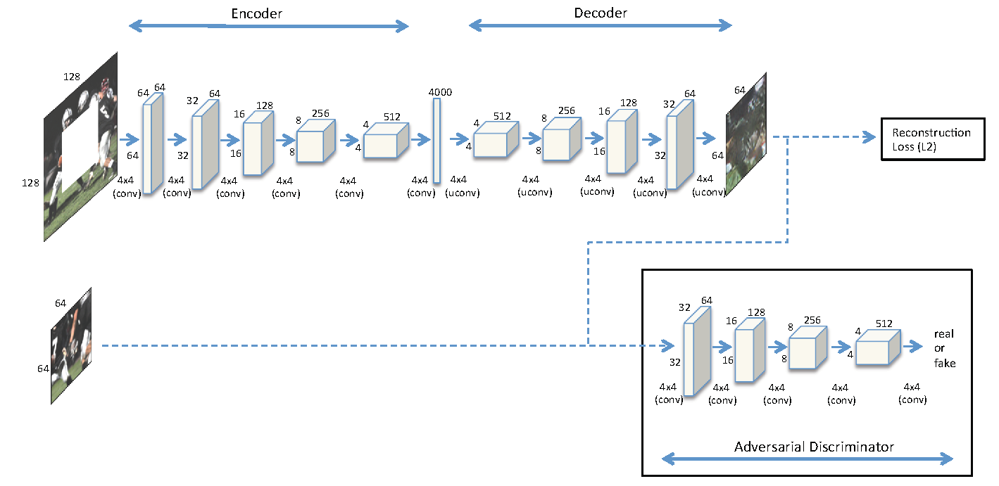 Encoder
Decoder
128
128
64 64
64
4x4
(conv)
32 64
32
4x4
(conv)
16 128
16
4x4
(conv)
8 256
8
4x4
(conv)
4 512
4
4x4
(conv)
4000
4x4
(conv)
4 512
4
4x4
(uconv)
8 256
8
4x4
(uconv)
16 128
16
4x4
(uconv)
32 64
32
4x4
(uconv)
64
64
4x4
(uconv)
Reconstruction
Loss (L2)
64
64
32 64
32
4x4
(conv)
16 128
16
4x4
(conv)
8 256
8
4x4
(conv)
4 512
4
4x4
(conv)
4x4
(conv)
real
or
fake
Adversarial Discriminator